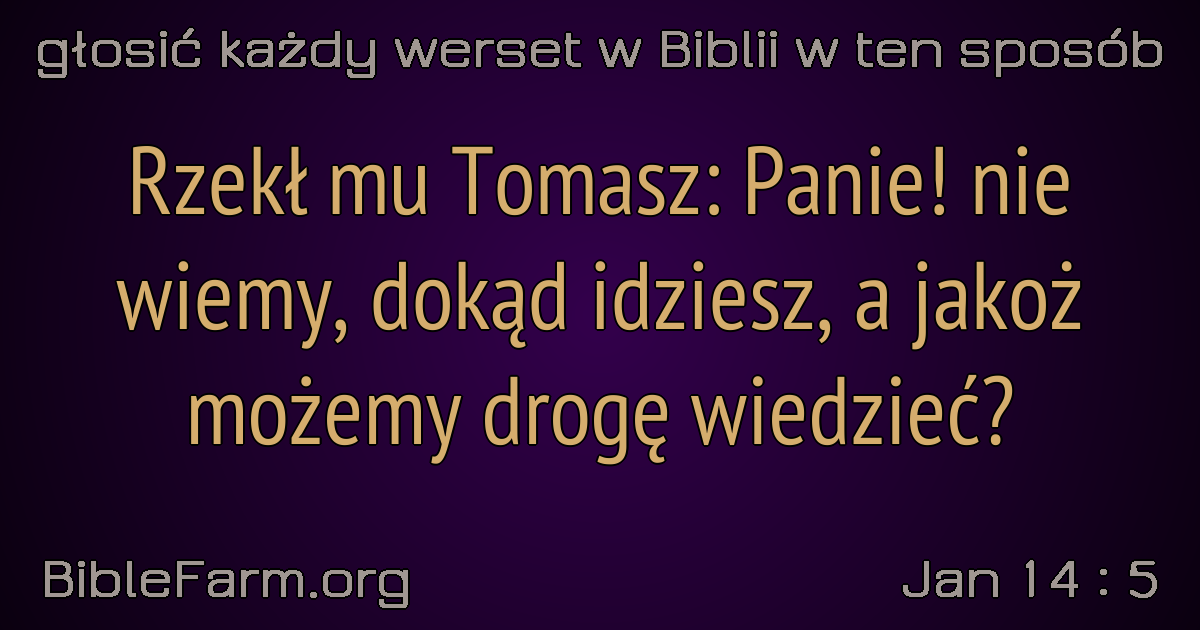 głosić każdy werset w Biblii w ten sposób
Rzekł mu Tomasz: Panie! nie
wiemy, dokąd idziesz, a jakoż
możemy drogę wiedzieć?
BibleFarm.org
Jan 14 : 5